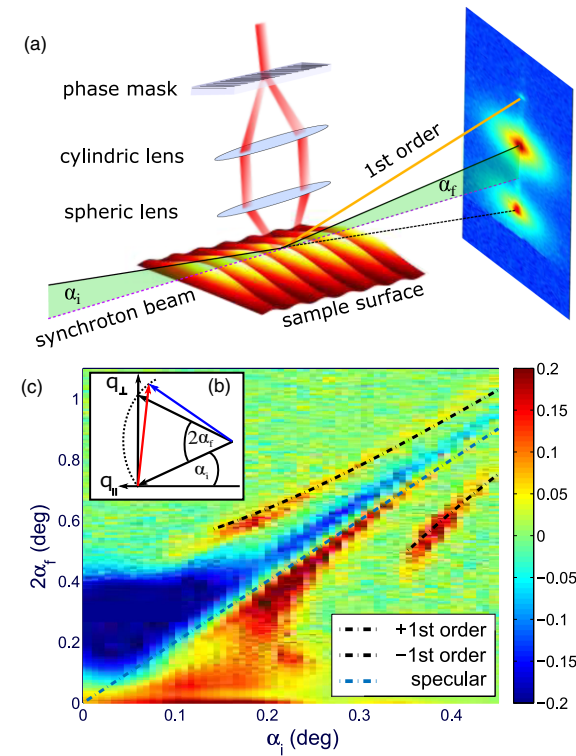 (a)
phase mask
cylindric lens
spheric lens
1st order
αf
αi
synchroton beam
sample surface
(c)
(b)
q⊥
2αf
αi
q||
1
0.8
0.6
0.4
0.2
0
2αf (deg)
0 0.1 0.2 0.3 0.4
αi (deg)
+1st order
−1st order
specular
0.2
0.15
0.1
0.05
0
−0.05
−0.1
−0.15
−0.2